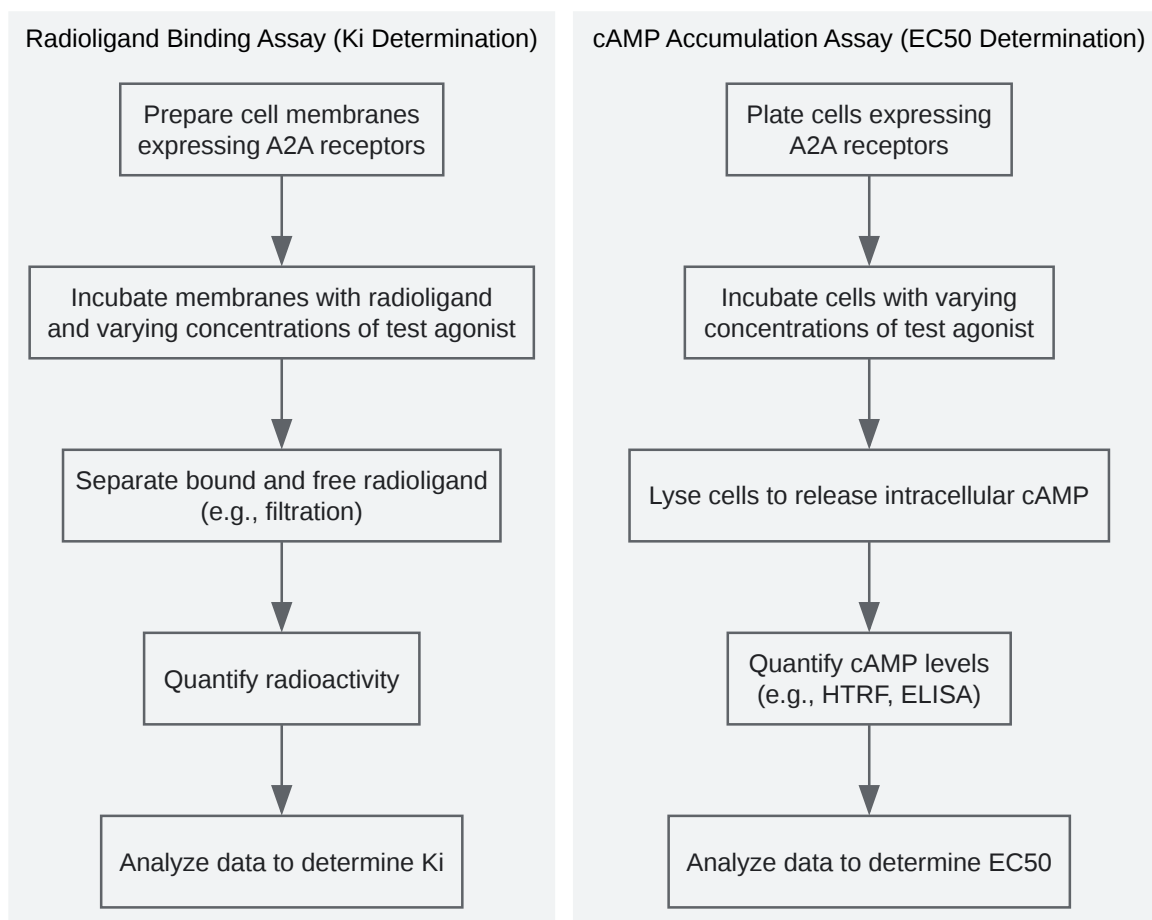 Radioligand Binding Assay (Ki Determination)
Prepare cell membranes
expressing A2A receptors
Incubate membranes with radioligand
and varying concentrations of test agonist
Separate bound and free radioligand
(e.g., filtration)
Quantify radioactivity
Analyze data to determine Ki
cAMP Accumulation Assay (EC50 Determination)
Plate cells expressing
A2A receptors
Incubate cells with varying
concentrations of test agonist
Lyse cells to release intracellular cAMP
Quantify cAMP levels
(e.g., HTRF, ELISA)
Analyze data to determine EC50